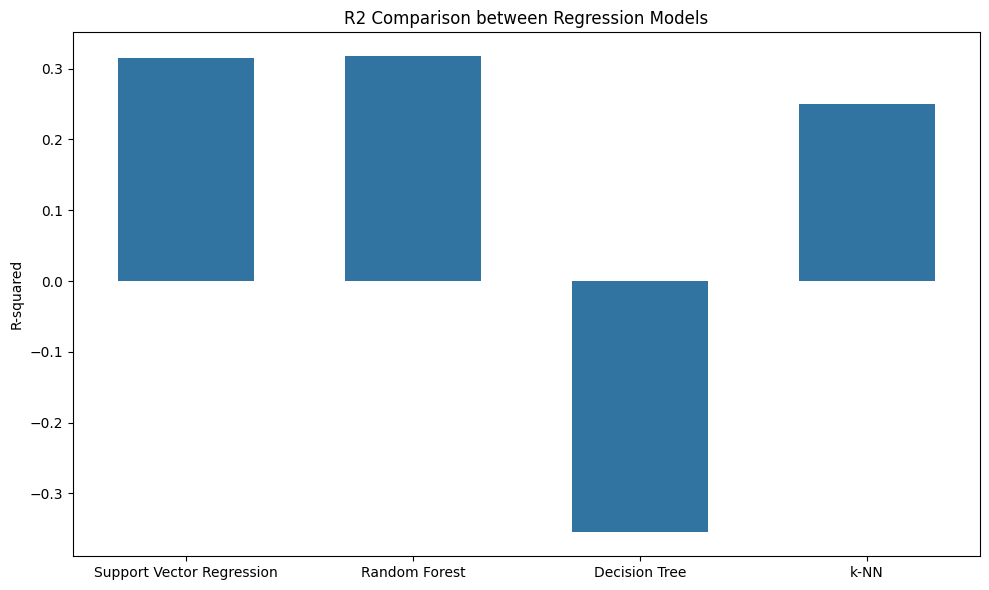 R2 Comparison between Regression Models
R-squared
0.3
0.2
0.1
0.0
−0.1
−0.2
−0.3
Support Vector Regression
Random Forest
Decision Tree
k-NN